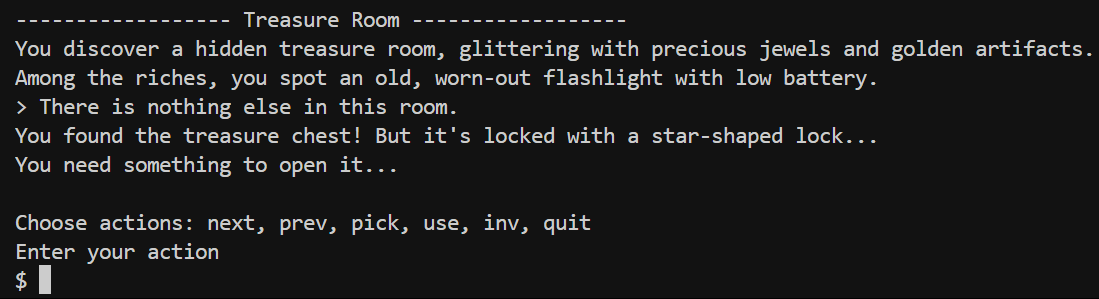 ------------------ Treasure Room ------------------
You discover a hidden treasure room, glittering with precious jewels and golden artifacts.
Among the riches, you spot an old, worn-out flashlight with low battery.
> There is nothing else in this room.
You found the treasure chest! But it's locked with a star-shaped lock...
You need something to open it...
Choose actions: next, prev, pick, use, inv, quit
Enter your action
$